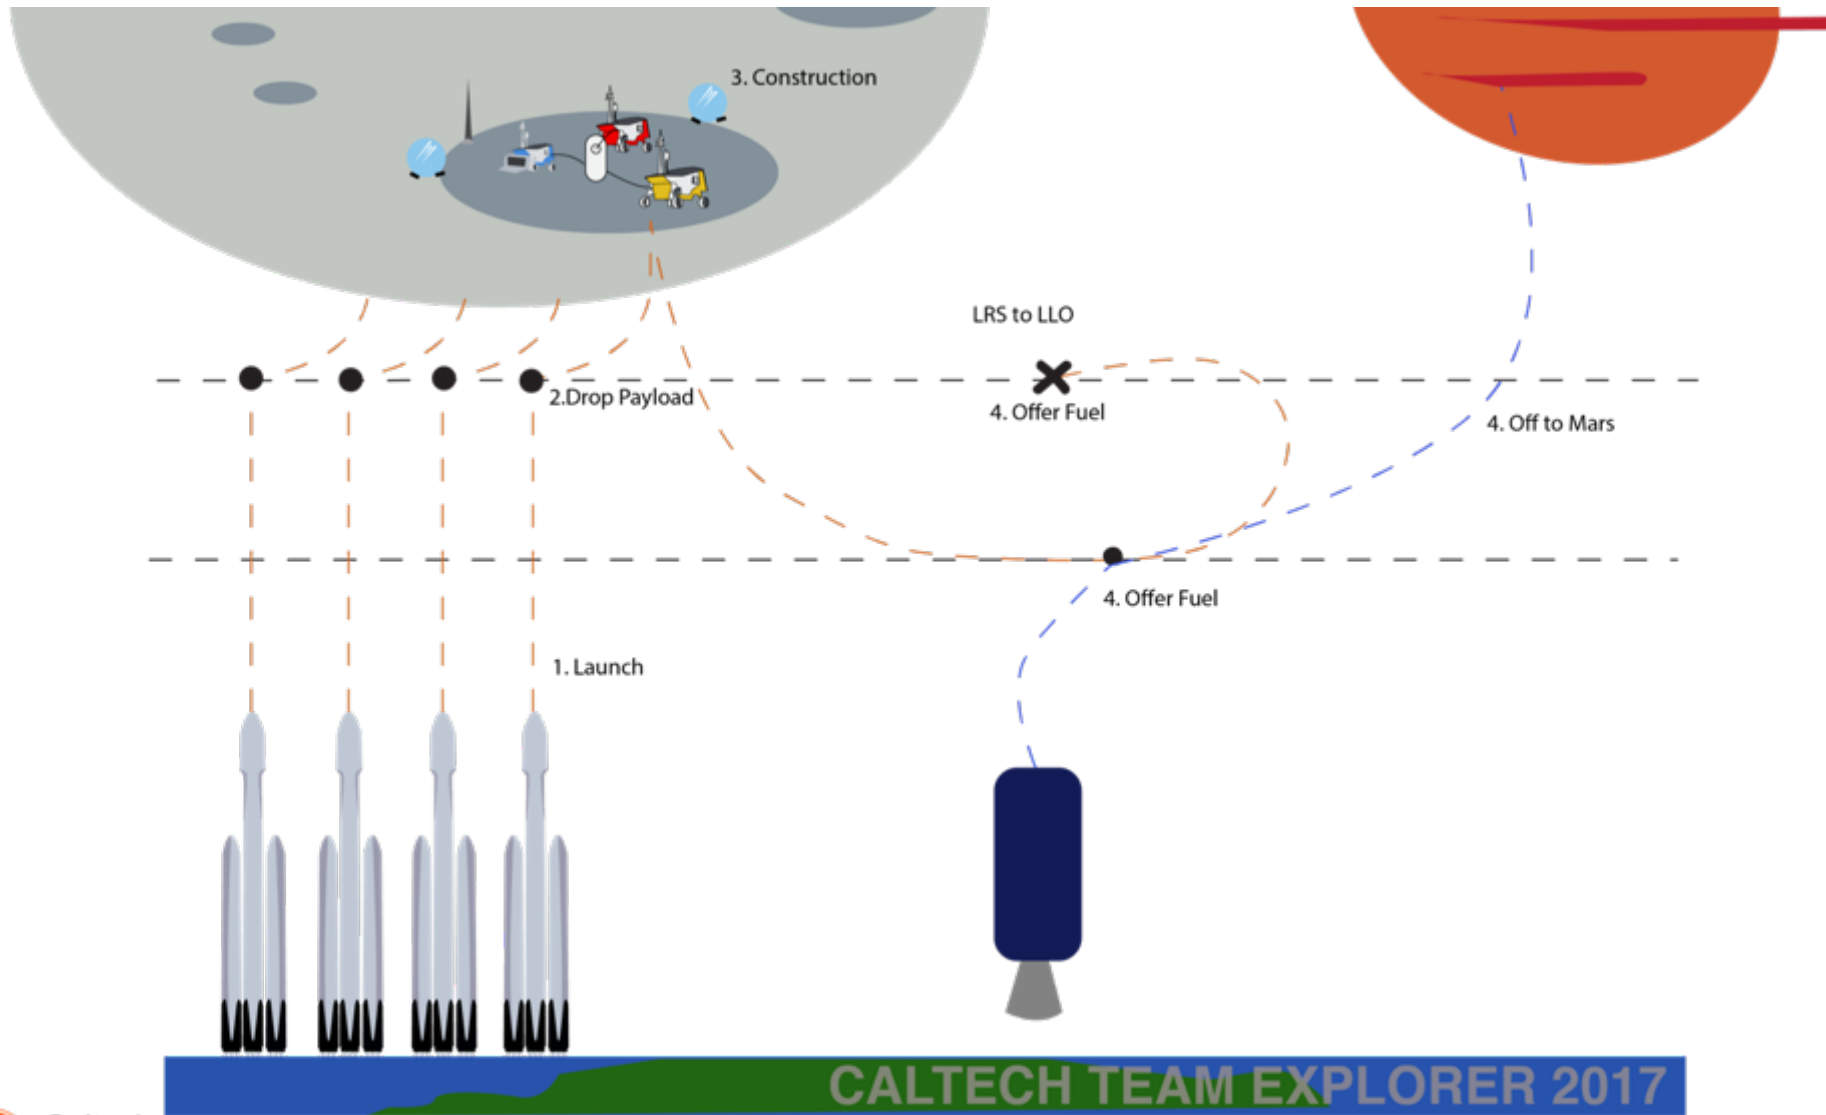 3. Construction
LRS to LLO
2.Drop Payload
4. Offer Fuel
4. Off to Mars
4. Offer Fuel
1. Launch
CALTECH TEAM EXPLORER 2017